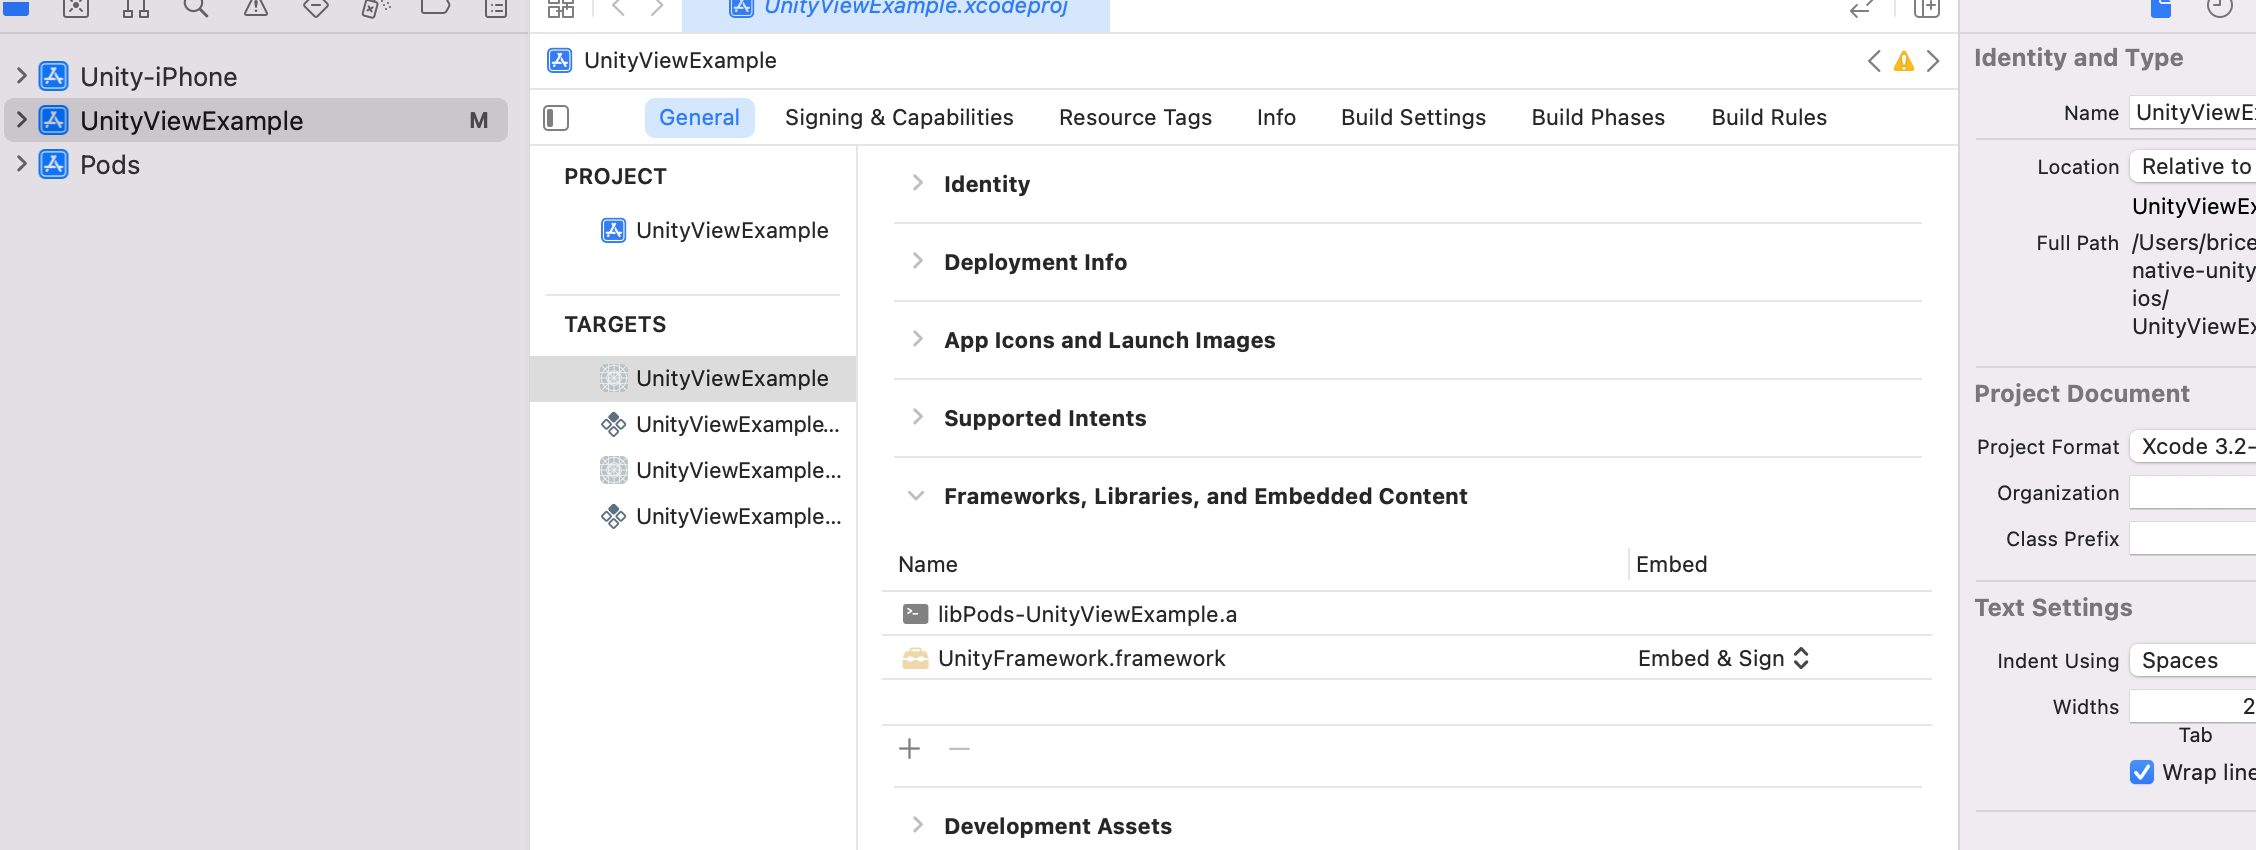 UnityViewExample.xcodeproj
Unity-iPhone
UnityViewExample M
Pods
UnityViewExample
General Signing & Capabilities Resource Tags Info Build Settings Build Phases Build Rules
PROJECT
UnityViewExample
TARGETS
UnityViewExample
UnityViewExample...
UnityViewExample...
UnityViewExample...
Identity
Deployment Info
App Icons and Launch Images
Supported Intents
Frameworks, Libraries, and Embedded Content
Name Embed
libPods-UnityViewExample.a
UnityFramework.framework Embed & Sign
Development Assets
Identity and Type
Name UnityViewE
Location Relative to
UnityViewEx
Full Path /Users/brice
native-unity
ios/
UnityViewEx
Project Document
Project Format Xcode 3.2-
Organization
Class Prefix
Text Settings
Indent Using Spaces
Widths 2
Tab
Wrap line